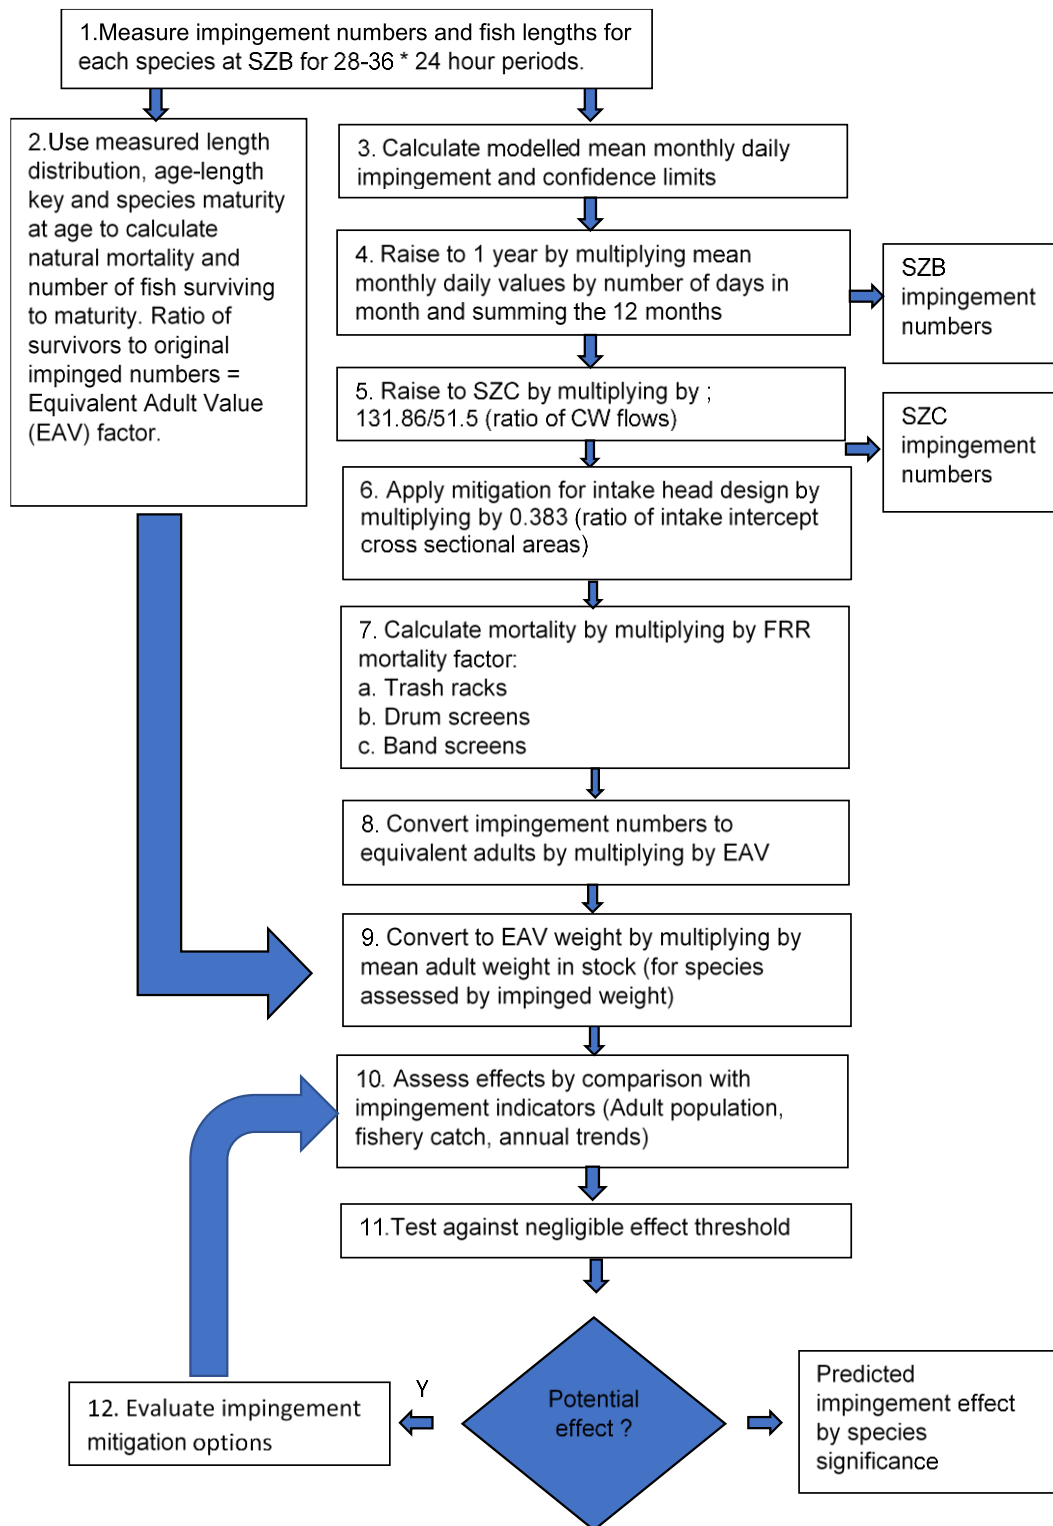 1.Measure impingement numbers and fish lengths for
each species at SZB for 28-36 * 24 hour periods.
2.Use measured length
distribution, age-length
key and species maturity
at age to calculate
natural mortality and
number of fish surviving
to maturity. Ratio of
survivors to original
impinged numbers =
Equivalent Adult Value
(EAV) factor.
3. Calculate modelled mean monthly daily
impingement and confidence limits
4. Raise to 1 year by multiplying mean
monthly daily values by number of days in
month and summing the 12 months
SZB
impingement
numbers
5. Raise to SZC by multiplying by ;
131.86/51.5 (ratio of CW flows)
SZC
impingement
numbers
6. Apply mitigation for intake head design by
multiplying by 0.383 (ratio of intake intercept
cross sectional areas)
7. Calculate mortality by multiplying by FRR
mortality factor:
a. Trash racks
b. Drum screens
c. Band screens
8. Convert impingement numbers to
equivalent adults by multiplying by EAV
9. Convert to EAV weight by multiplying by
mean adult weight in stock (for species
assessed by impinged weight)
10. Assess effects by comparison with
impingement indicators (Adult population,
fishery catch, annual trends)
11.Test against negligible effect threshold
Potential
effect ?
Y
12. Evaluate impingement
mitigation options
Predicted
impingement effect
by species
significance